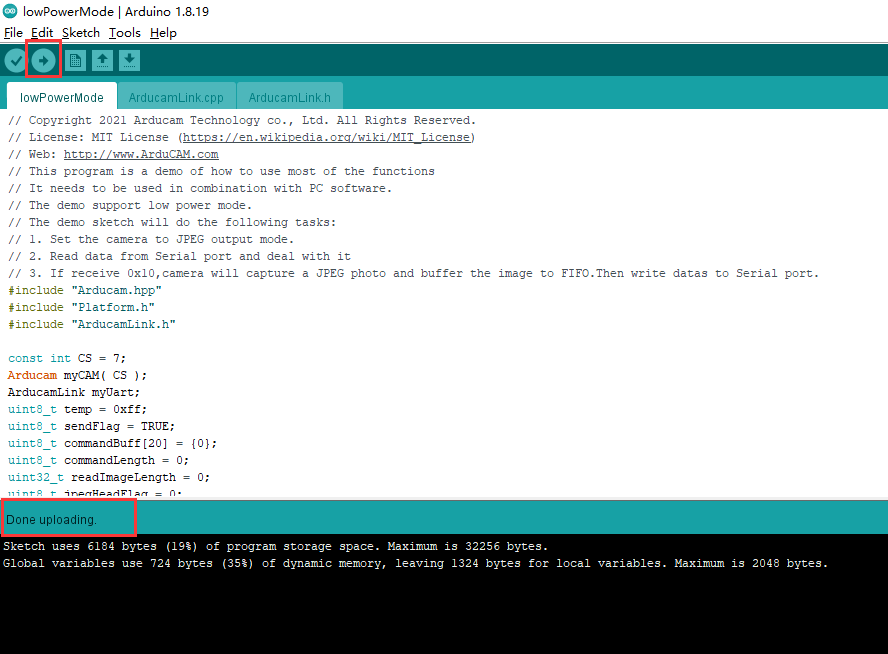 lowPowerMode | Arduino 1.8.19
File Edit Sketch Tools Help
lowPowerMode ArducamLink.cpp ArducamLink.h
// Copyright 2021 Arducam Technology co., Ltd. All Rights Reserved.
// License: MIT License (https://en.wikipedia.org/wiki/MIT_License)
// Web: http://www.ArduCAM.com
// This program is a demo of how to use most of the functions
// It needs to be used in combination with PC software.
// The demo support low power mode.
// The demo sketch will do the following tasks:
// 1. Set the camera to JPEG output mode.
// 2. Read data from Serial port and deal with it
// 3. If receive 0x10,camera will capture a JPEG photo and buffer the image to FIFO.Then write datas to Serial port.
#include "Arducam.hpp"
#include "Platform.h"
#include "ArducamLink.h"
const int CS = 7;
Arducam myCAM( CS );
ArducamLink myUart;
uint8_t temp = 0xff;
uint8_t sendFlag = TRUE;
uint8_t commandBuff[20] = {0};
uint8_t commandLength = 0;
uint32_t readImageLength = 0;
uint8_t jpegHeadFlag = 0;
Done uploading.
Sketch uses 6184 bytes (19%) of program storage space. Maximum is 32256 bytes.
Global variables use 724 bytes (35%) of dynamic memory, leaving 1324 bytes for local variables. Maximum is 2048 bytes.